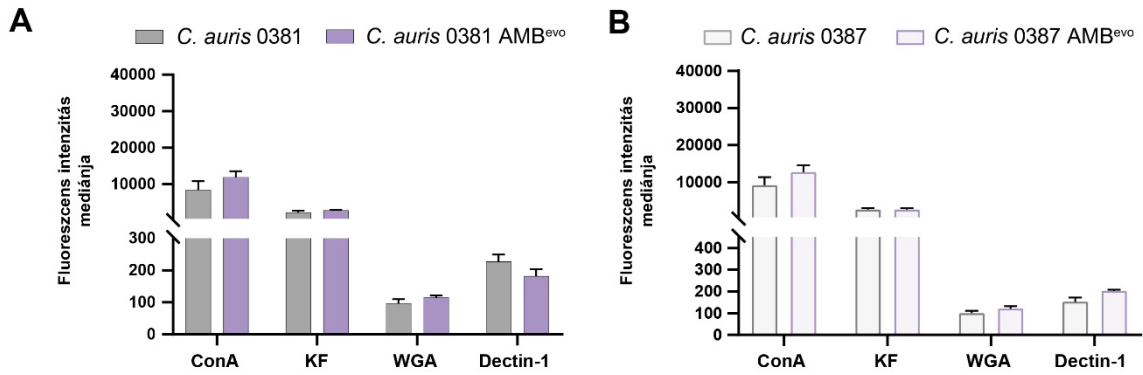 A
C. auris 0381
C. auris 0381 AMBevo
Fluoreszcens intenzitás
mediánja
40000
30000
20000
10000
300
200
100
0
ConA
KF
WGA
Dectin-1
B
C. auris 0387
C. auris 0387 AMBevo
Fluoreszcens intenzitás
mediánja
40000
30000
20000
10000
400
300
200
100
0
ConA
KF
WGA
Dectin-1